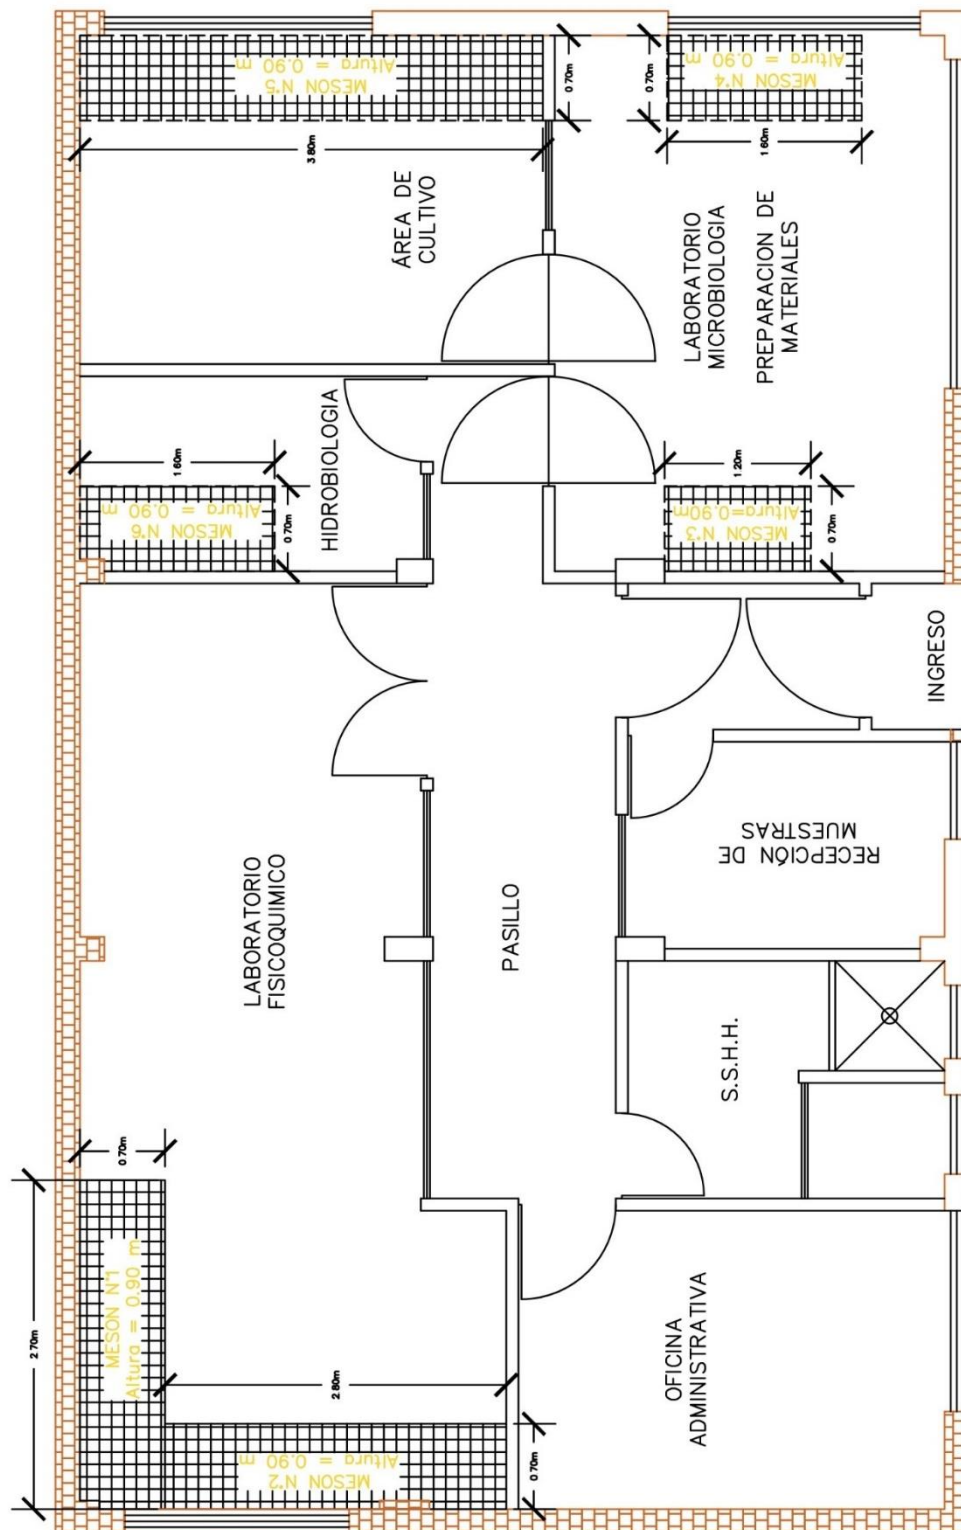 MESON N°5
Altura = 0.90 m
3.80m
0.70m
0.70m
MESON N°4
Altura = 0.90 m
1.60m
ÁREA DE
CULTIVO
LABORATORIO
MICROBIOLOGIA
PREPARACION DE
MATERIALES
HIDROBIOLOGIA
1.60m
MESON N°6
Altura = 0.90 m
0.70m
1.20m
MESON N°3
Altura=0.90m
0.70m
INGRESO
RECEPCIÓN DE
MUESTRAS
LABORATORIO
FISICOQUIMICO
PASILLO
S.S.H.H.
0.70m
2.70m
MESON N°1
Altura = 0.90 m
2.80m
MESON N°2
Altura = 0.90 m
0.70m
OFICINA
ADMINISTRATIVA